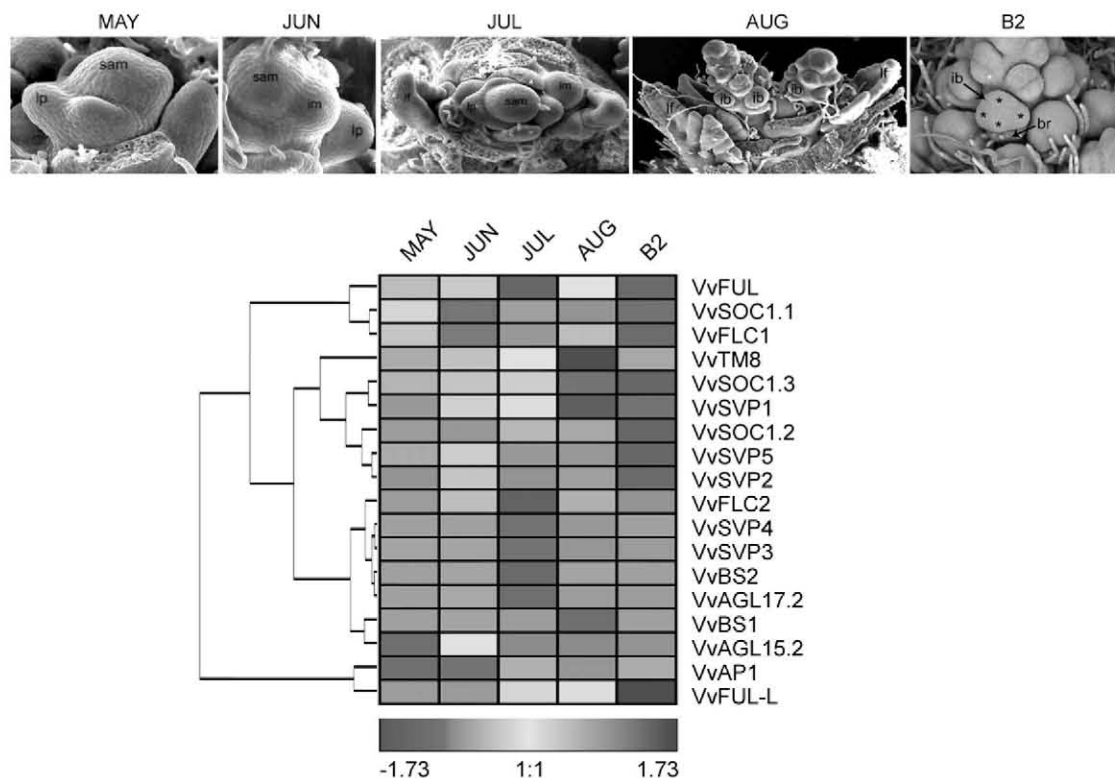 MAY JUN JUL AUG B2
sam lp
sam im lp
lf lp sam im
lf ib ib ib lf
ib br
* * * *
MAY JUN JUL AUG B2
VvFUL
VvSOC1.1
VvFLC1
VvTM8
VvSOC1.3
VvSVP1
VvSOC1.2
VvSVP5
VvSVP2
VvFLC2
VvSVP4
VvSVP3
VvBS2
VvAGL17.2
VvBS1
VvAGL15.2
VvAP1
VvFUL-L
-1.73 1:1 1.73